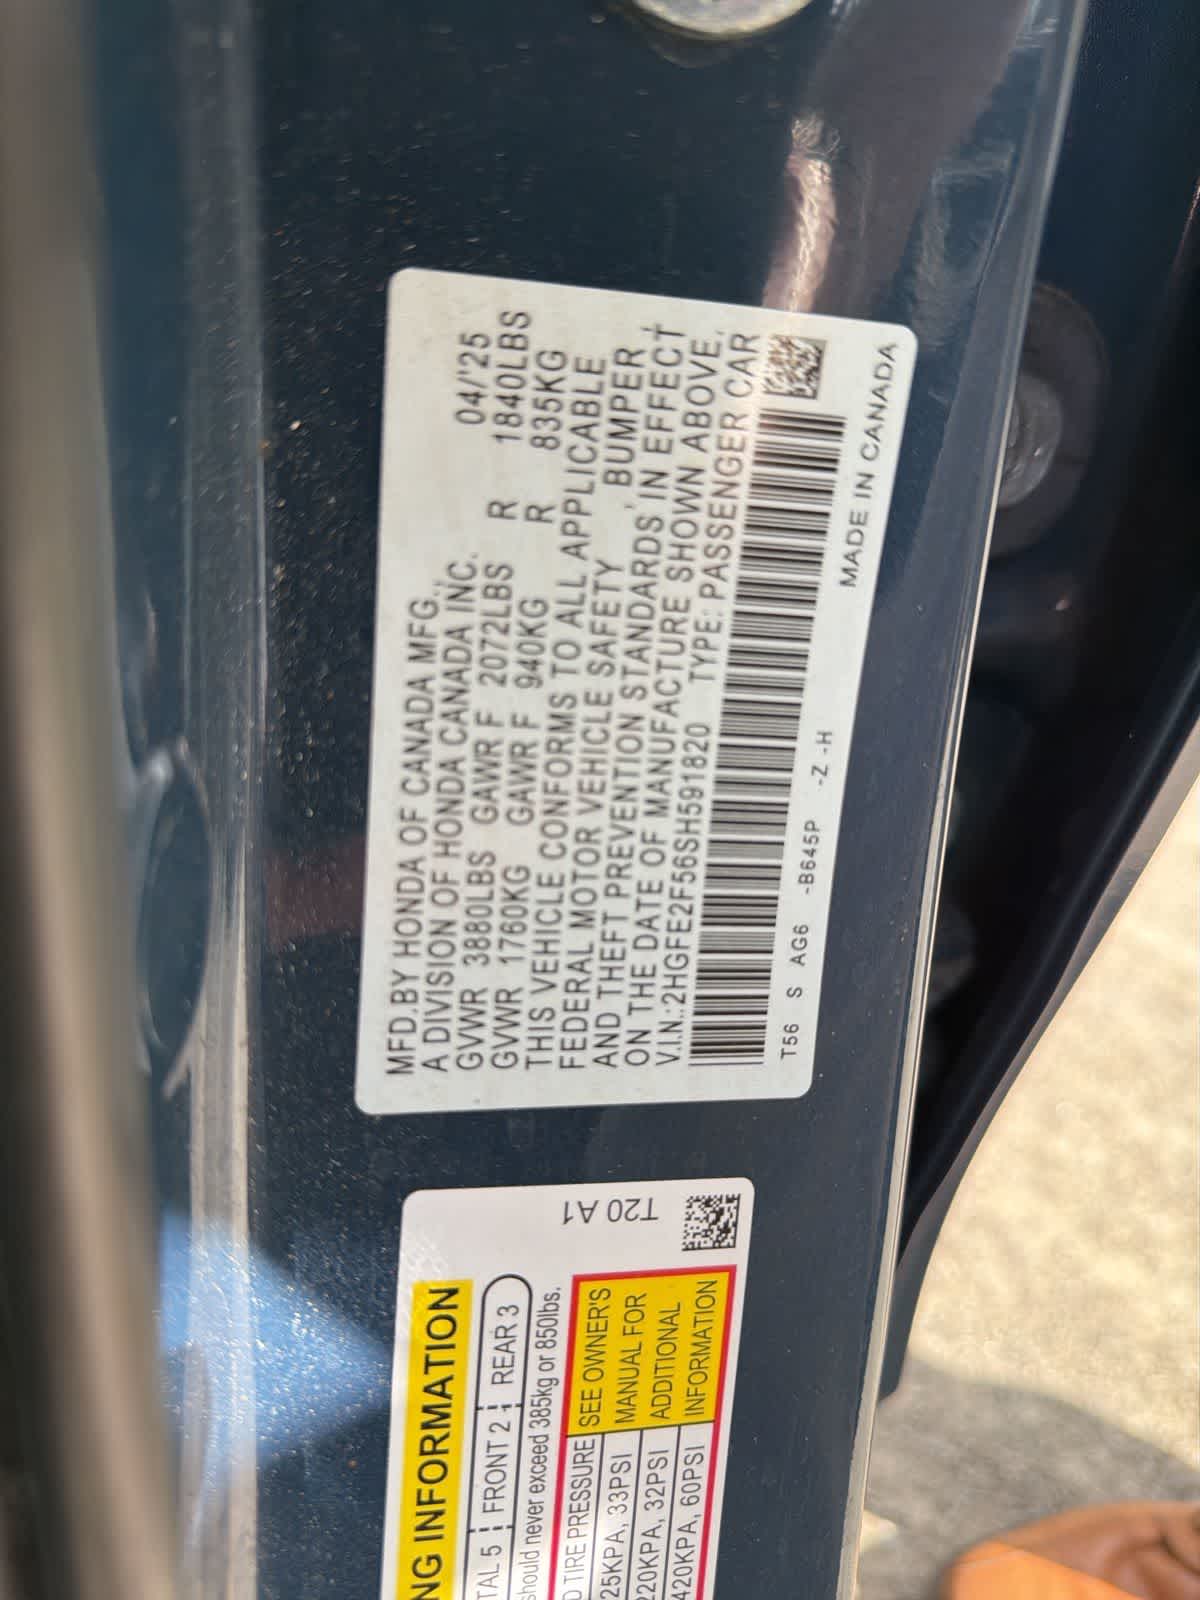 MFD.BY HONDA OF CANADA MFG.,
A DIVISION OF HONDA CANADA INC. 04/'25
GVWR 3880LBS GAWR F 2072LBS R 1840LBS
GVWR 1760KG GAWR F 940KG R 835KG
THIS VEHICLE CONFORMS TO ALL APPLICABLE
FEDERAL MOTOR VEHICLE SAFETY, BUMPER,
AND THEFT PREVENTION STANDARDS IN EFFECT
ON THE DATE OF MANUFACTURE SHOWN ABOVE.
V.I.N.:2HGFE2F56SH591820 TYPE: PASSENGER CAR
T56 S AG6 -B645P -Z -H
MADE IN CANADA
T20 A1
NG INFORMATION
TAL 5 FRONT 2 REAR 3
should never exceed 385kg or 850lbs.
D TIRE PRESSURE
25KPA, 33PSI
220KPA, 32PSI
420KPA, 60PSI
SEE OWNER'S
MANUAL FOR
ADDITIONAL
INFORMATION